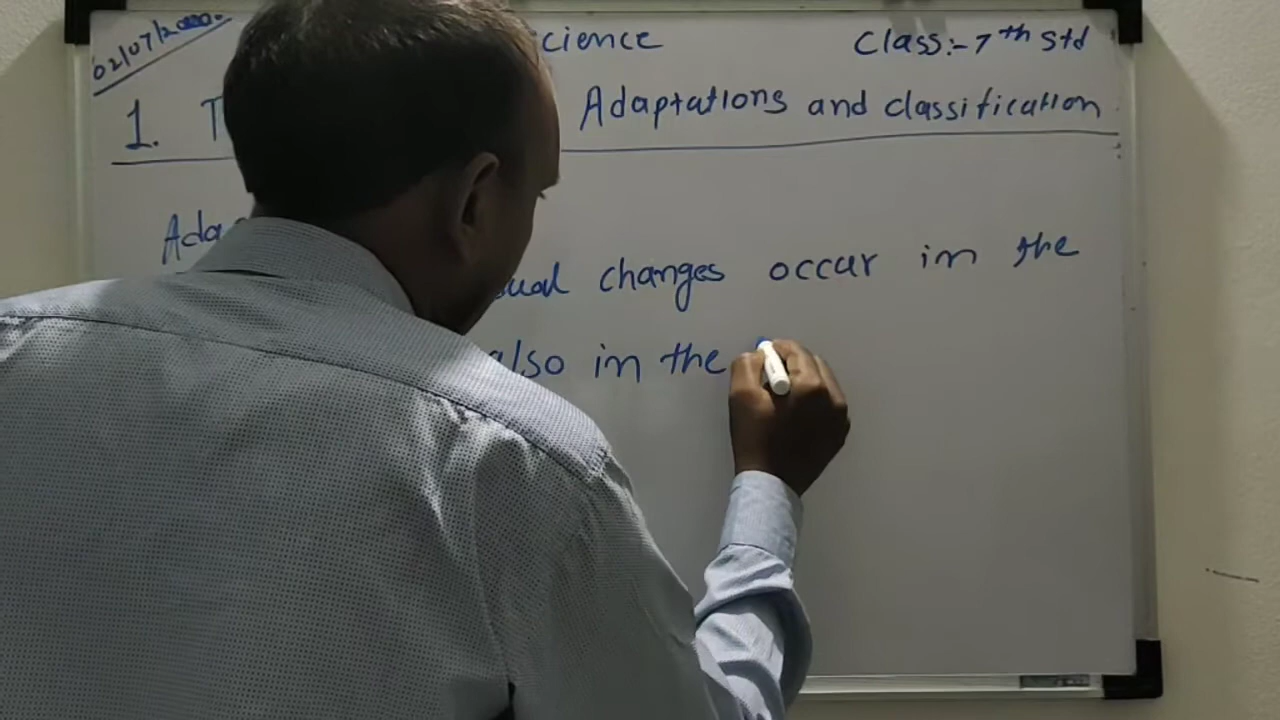 02/07/2020.
cience Class:- 7th Std
1. T Adaptations and classification
Ada
ual changes occur in the
also in the